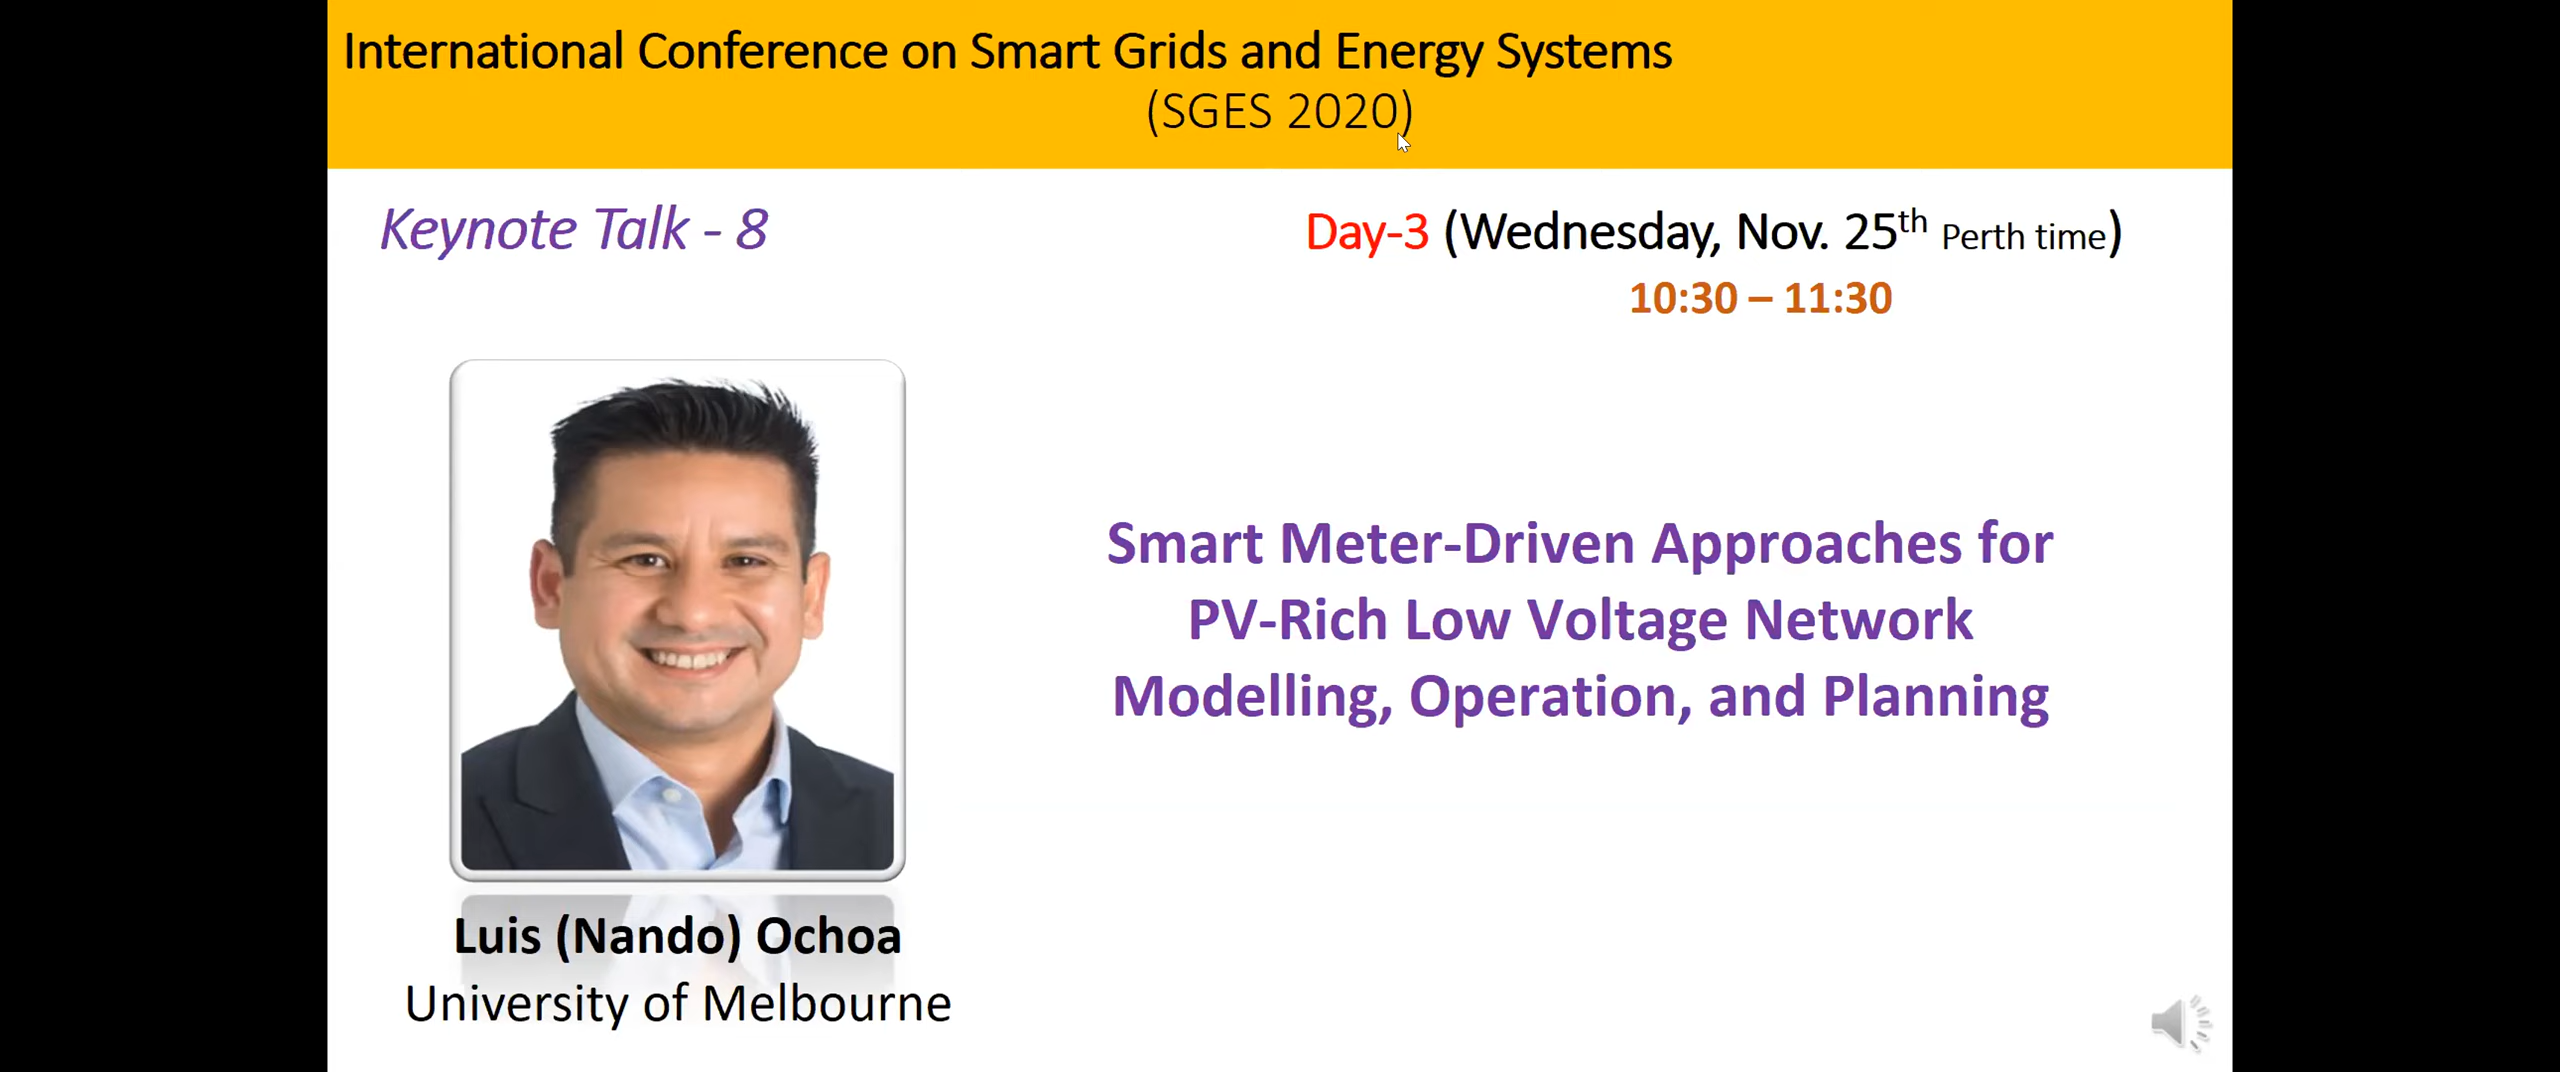 International Conference on Smart Grids and Energy Systems
(SGES 2020)
Keynote Talk - 8
Day-3 (Wednesday, Nov. 25th Perth time)
10:30 – 11:30
Smart Meter-Driven Approaches for
PV-Rich Low Voltage Network
Modelling, Operation, and Planning
Luis (Nando) Ochoa
University of Melbourne